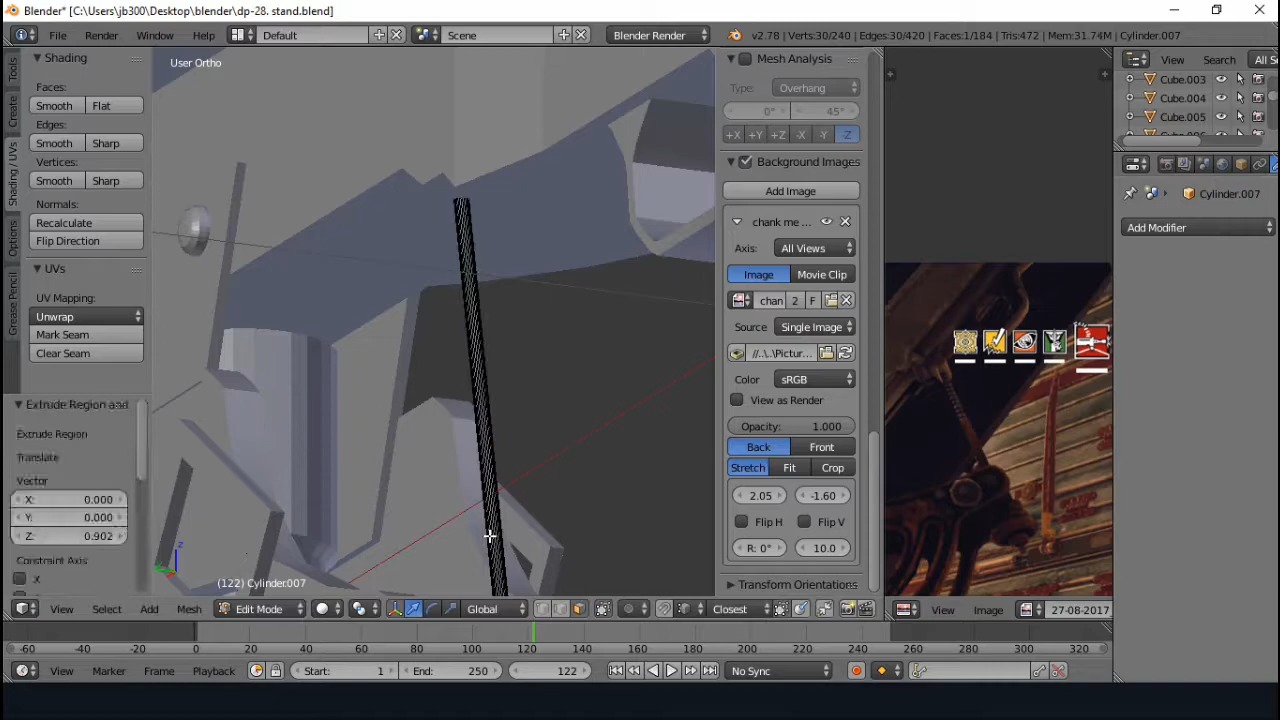 Blender* [C:\Users\jb300\Desktop\blender\dp-28. stand.blend]
File Render Window Help Default Scene Blender Render v2.78 | Verts:30/240 | Edges:30/420 | Faces:1/184 | Tris:472 | Mem:31.74M | Cylinder.007
Tools
Create
Shading / UVs
Options
Grease Pencil
Shading
Faces:
Smooth Flat
Edges:
Smooth Sharp
Vertices:
Smooth Sharp
Normals:
Recalculate
Flip Direction
UVs
UV Mapping:
Unwrap
Mark Seam
Clear Seam
Extrude Region and
Extrude Region
Translate
Vector
X: 0.000
Y: 0.000
Z: 0.902
Constraint Axis
X
User Ortho
(122) Cylinder.007
Mesh Analysis
Type: Overhang
0° 45°
+X +Y +Z -X -Y -Z
Background Images
Add Image
chank me ...
Axis: All Views
Image Movie Clip
chan 2 F
Source Single Image
//..\..\Pictur...
Color sRGB
View as Render
Opacity: 1.000
Back Front
Stretch Fit Crop
2.05 -1.60
Flip H Flip V
R: 0° 10.0
Transform Orientations
View Search All S
Cube.003
Cube.004
Cube.005
Cylinder.007
Add Modifier
View Select Add Mesh Edit Mode Global Closest
View Image 27-08-2017
-60 -40 -20 0 20 40 60 80 100 120 140 160 180 200 220 240 260 280 300 320
View Marker Frame Playback Start: 1 End: 250 122 No Sync